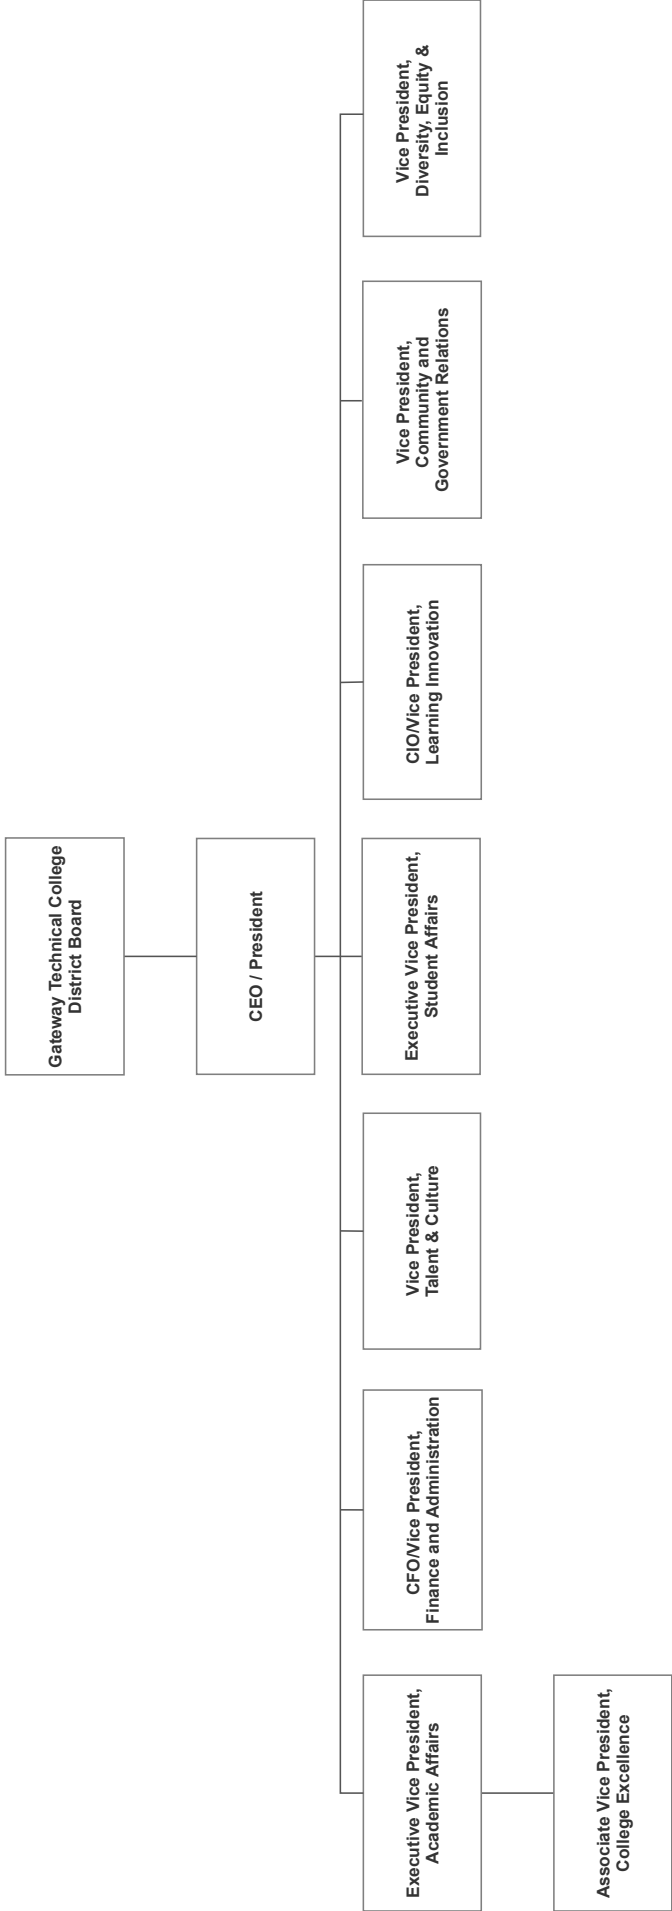 Gateway Technical College
District Board
CEO / President
Executive Vice President,
Academic Affairs
CFO/Vice President,
Finance and Administration
Vice President,
Talent & Culture
Executive Vice President,
Student Affairs
CIO/Vice President,
Learning Innovation
Vice President,
Community and
Government Relations
Vice President,
Diversity, Equity &
Inclusion
Associate Vice President,
College Excellence